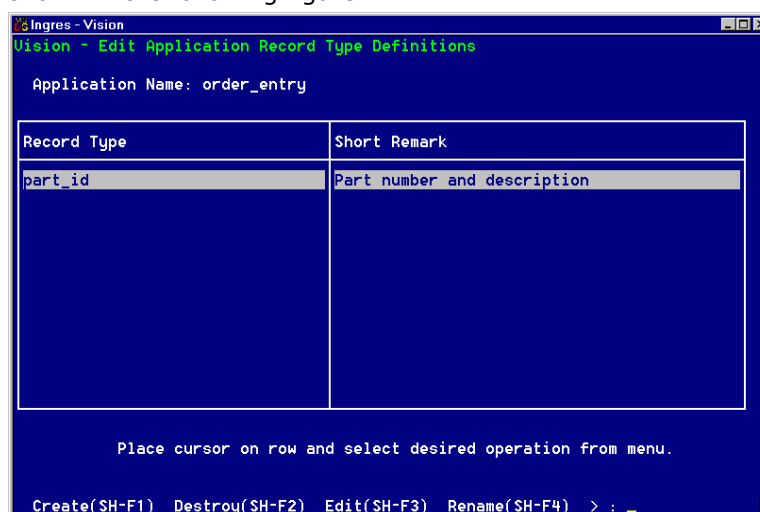 Ingres - Vision
Vision - Edit Application Record Type Definitions
Application Name: order_entry
Record Type Short Remark
part_id Part number and description
Place cursor on row and select desired operation from menu.
Create(SH-F1) Destroy(SH-F2) Edit(SH-F3) Rename(SH-F4) > : _